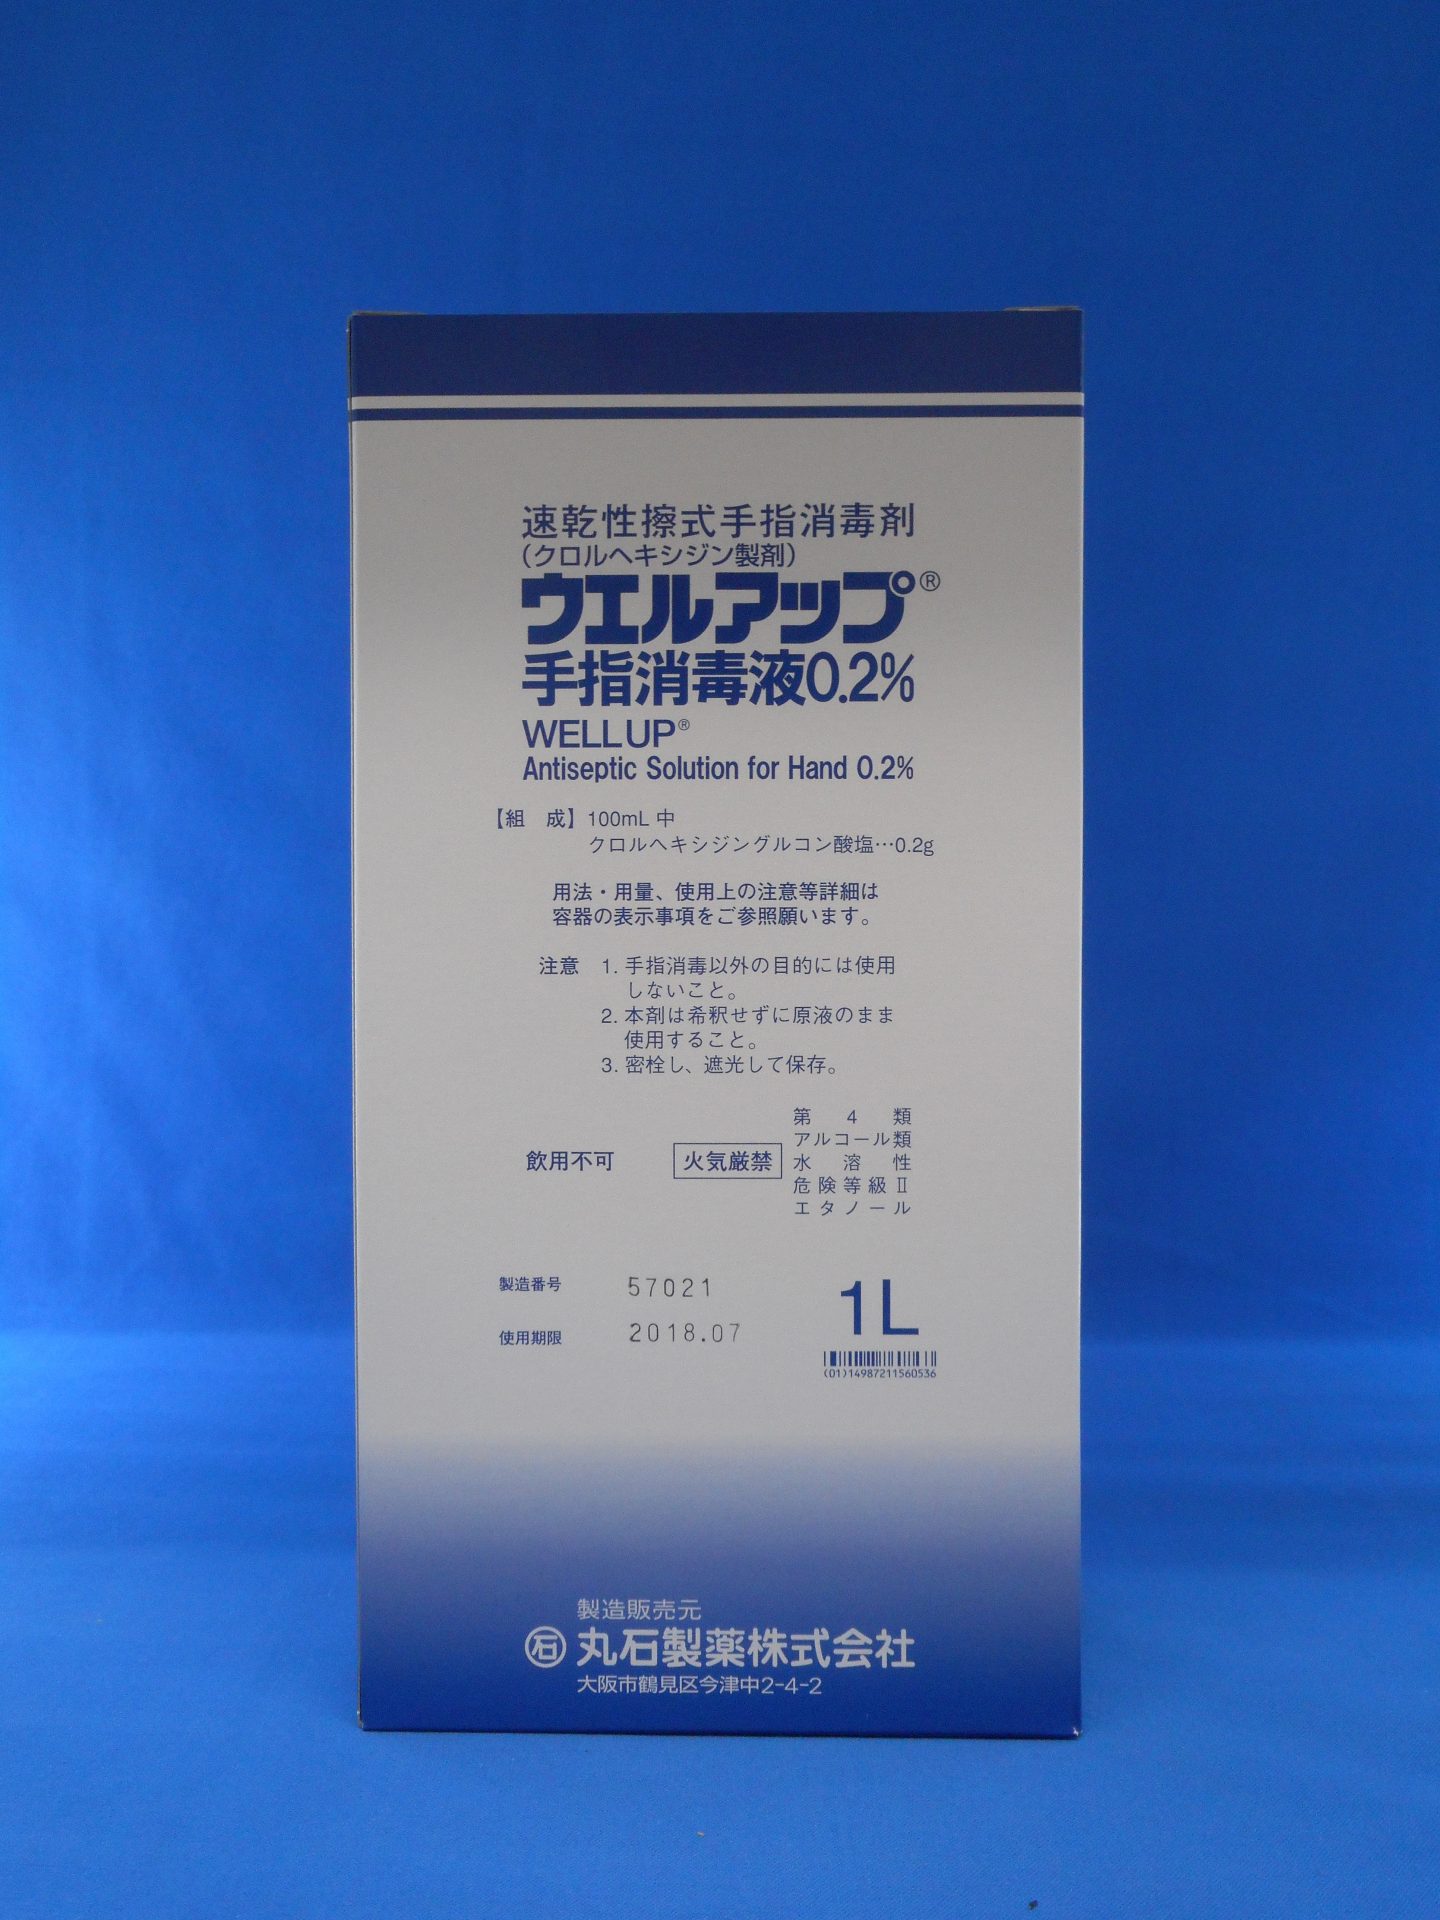 速乾性擦式手指消毒剤
(クロルヘキシジン製剤)
ウエルアップ®
手指消毒液0.2%
WELLUP®
Antiseptic Solution for Hand 0.2%
【組 成】100mL 中
クロルヘキシジングルコン酸塩…0.2g
用法・用量、使用上の注意等詳細は
容器の表示事項をご参照願います。
注意 1. 手指消毒以外の目的には使用
しないこと。
2. 本剤は希釈せずに原液のまま
使用すること。
3. 密栓し、遮光して保存。
第4類
アルコール類
飲用不可 火気厳禁 水溶性
危険等級Ⅱ
エタノール
製造番号 57021
使用期限 2018.07
1L
(01)14987211560536
製造販売元
石 丸石製薬株式会社
大阪市鶴見区今津中2-4-2